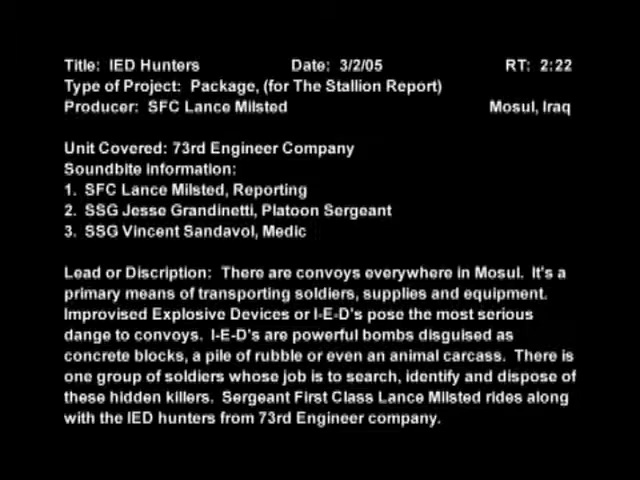 Title:  IED Hunters Date:  3/2/05 RT:  2:22
Type of Project:  Package, (for The Stallion Report)
Producer:  SFC Lance Milsted Mosul, Iraq
Unit Covered: 73rd Engineer Company
Soundbite information:
1.  SFC Lance Milsted, Reporting
2.  SSG Jesse Grandinetti, Platoon Sergeant
3.  SSG Vincent Sandavol, Medic
Lead or Discription:  There are convoys everywhere in Mosul.  It's a
primary means of transporting soldiers, supplies and equipment.
Improvised Explosive Devices or I-E-D's pose the most serious
dange to convoys.  I-E-D's are powerful bombs disguised as
concrete blocks, a pile of rubble or even an animal carcass.  There is
one group of soldiers whose job is to search, identify and dispose of
these hidden killers.  Sergeant First Class Lance Milsted rides along
with the IED hunters from 73rd Engineer company.